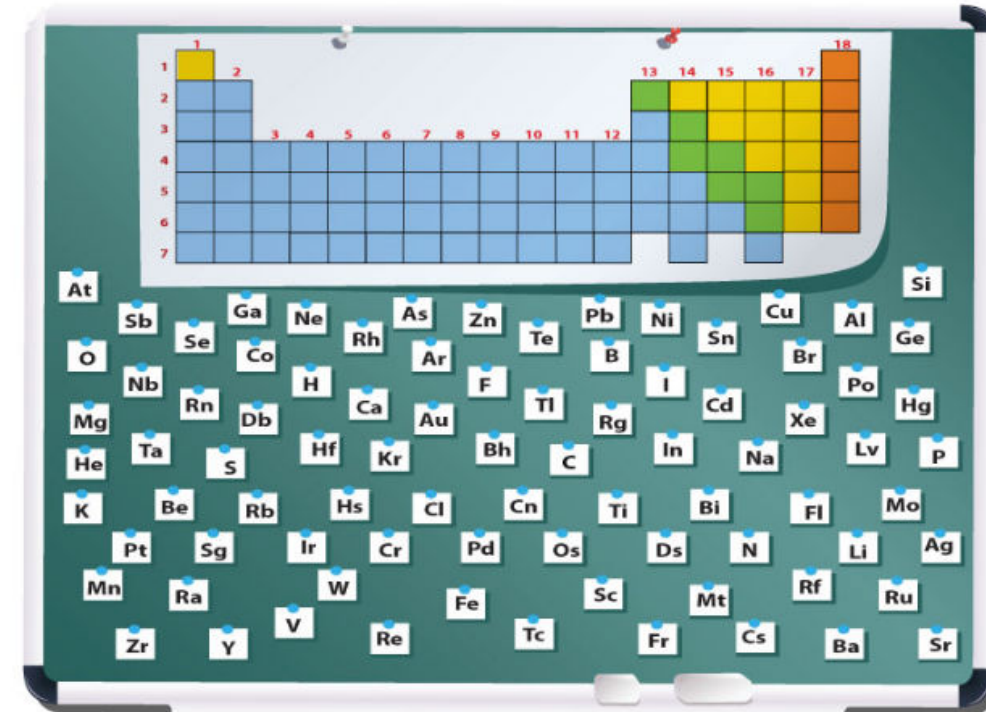 1 18
1 2 13 14 15 16 17
2
3 3 4 5 6 7 8 9 10 11 12
4
5
6
7
At Si
Sb Se Ga Ne Rh As Zn Te Pb Ni Sn Cu Al Ge
O Co Ar B Br
Nb H F I Po
Mg Rn Db Ca Au Tl Rg Cd Xe Hg
He Ta S Hf Kr Bh C In Na Lv P
K Be Rb Hs Cl Cn Ti Bi Fl Mo
Pt Sg Ir Cr Pd Os Ds N Li Ag
Mn Ra W Fe Sc Mt Rf Ru
Zr Y V Re Tc Fr Cs Ba Sr